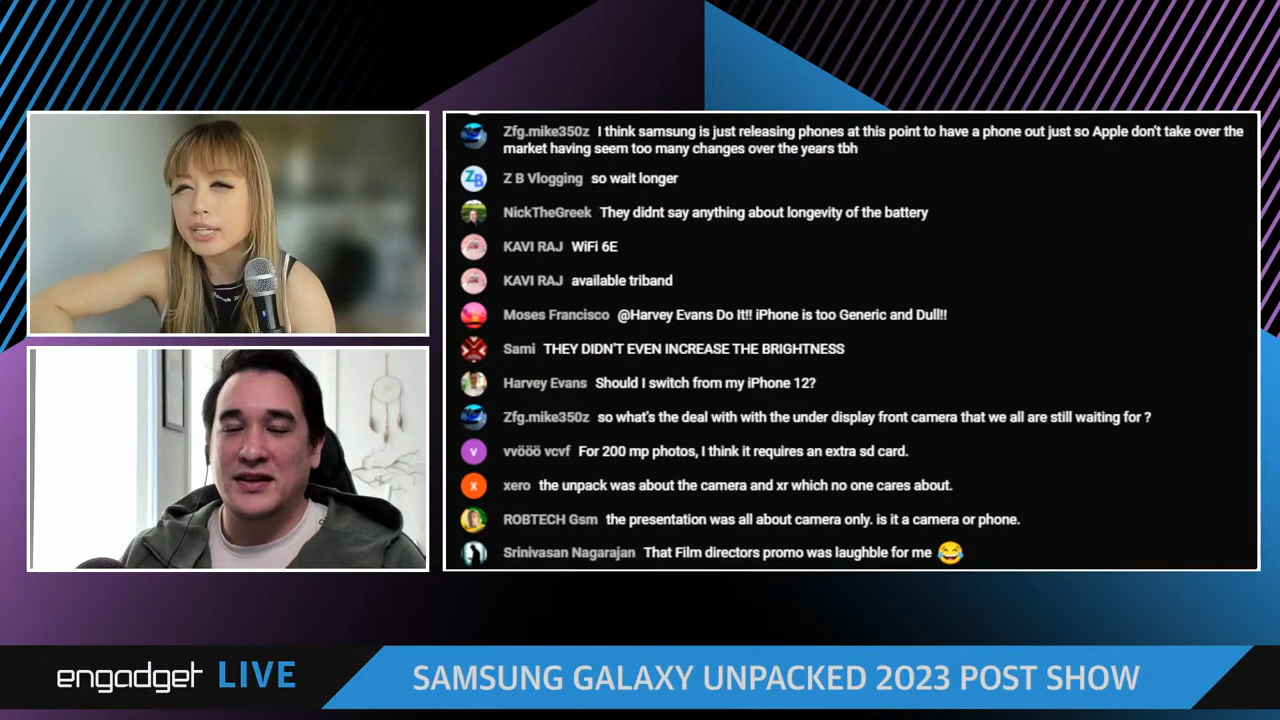 Zfg.mike350z I think samsung is just releasing phones at this point to have a phone out just so Apple don't take over the
market having seem too many changes over the years tbh
ZB
Z B Vlogging so wait longer
NickTheGreek They didnt say anything about longevity of the battery
KAVI RAJ WiFi 6E
KAVI RAJ available triband
Moses Francisco @Harvey Evans Do It!! iPhone is too Generic and Dull!!
Sami THEY DIDN'T EVEN INCREASE THE BRIGHTNESS
Harvey Evans Should I switch from my iPhone 12?
Zfg.mike350z so what's the deal with with the under display front camera that we all are still waiting for ?
V
vvööö vcvf For 200 mp photos, I think it requires an extra sd card.
X
xero the unpack was about the camera and xr which no one cares about.
ROBTECH Gsm the presentation was all about camera only. is it a camera or phone.
Srinivasan Nagarajan That Film directors promo was laughble for me 😂
engadget LIVE
SAMSUNG GALAXY UNPACKED 2023 POST SHOW